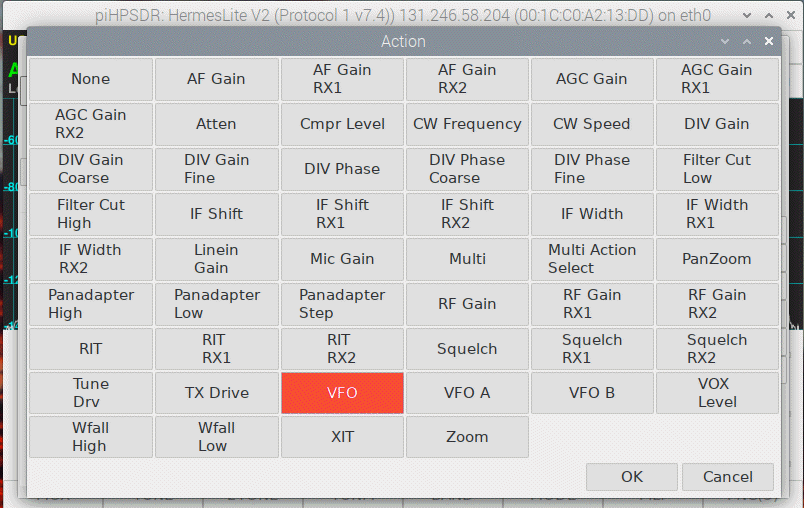 piHPSDR: HermesLite V2 (Protocol 1 v7.4)) 131.246.58.204 (00:1C:C0:A2:13:DD) on eth0
Action
None
AF Gain
AF Gain
RX1
AF Gain
RX2
AGC Gain
AGC Gain
RX1
AGC Gain
RX2
Atten
Cmpr Level
CW Frequency
CW Speed
DIV Gain
DIV Gain
Coarse
DIV Gain
Fine
DIV Phase
DIV Phase
Coarse
DIV Phase
Fine
Filter Cut
Low
Filter Cut
High
IF Shift
IF Shift
RX1
IF Shift
RX2
IF Width
IF Width
RX1
IF Width
RX2
Linein
Gain
Mic Gain
Multi
Multi Action
Select
PanZoom
Panadapter
High
Panadapter
Low
Panadapter
Step
RF Gain
RF Gain
RX1
RF Gain
RX2
RIT
RIT
RX1
RIT
RX2
Squelch
Squelch
RX1
Squelch
RX2
Tune
Drv
TX Drive
VFO
VFO A
VFO B
VOX
Level
Wfall
High
Wfall
Low
XIT
Zoom
OK
Cancel